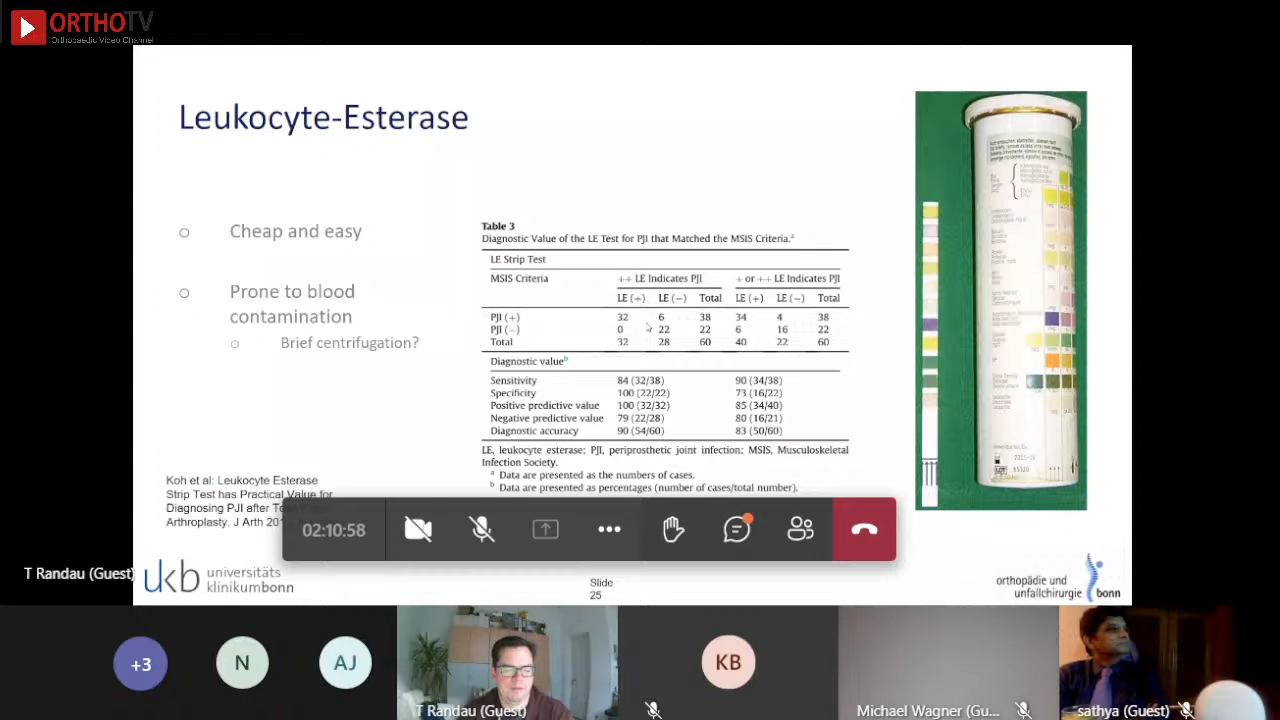 ORTHOTV
Orthopaedic Video Channel
Leukocyte-Esterase
Cheap and easy
Prone to blood
contamination
Brief centrifugation?
Table 3
Diagnostic Value of the LE Test for PJI that Matched the MSIS Criteria.a
LE Strip Test
MSIS Criteria ++ LE Indicates PJI + or ++ LE Indicates PJI
LE (+) LE (−) Total LE (+) LE (−) Total
PJI (+) 32 6 38 34 4 38
PJI (−) 0 22 22 6 16 22
Total 32 28 60 40 22 60
Diagnostic valueb
Sensitivity 84 (32/38) 90 (34/38)
Specificity 100 (22/22) 73 (16/22)
Positive predictive value 100 (32/32) 85 (34/40)
Negative predictive value 79 (22/28) 80 (16/21)
Diagnostic accuracy 90 (54/60) 83 (50/60)
LE, leukocyte esterase; PJI, periprosthetic joint infection; MSIS, Musculoskeletal
Infection Society.
a Data are presented as the numbers of cases.
b Data are presented as percentages (number of cases/total number).
Koh et al: Leukocyte Esterase
Strip Test has Practical Value for
Diagnosing PJI after
Arthroplasty. J Arth
02:10:58
T Randau (Guest)
ukb universitäts
klinikumbonn
Slide
25
orthopädie und
unfallchirurgie bonn
+3
N
AJ
T Randau (Guest)
KB
Michael Wagner (Gu...
sathya (Guest)